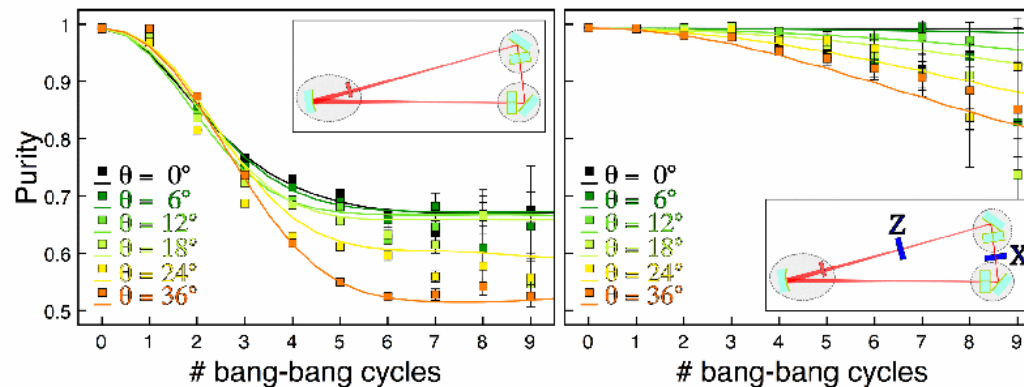 Purity
1
0.9
0.8
0.7
0.6
0.5
θ = 0°
θ = 6°
θ = 12°
θ = 18°
θ = 24°
θ = 36°
0 1 2 3 4 5 6 7 8 9
# bang-bang cycles
θ = 0°
θ = 6°
θ = 12°
θ = 18°
θ = 24°
θ = 36°
Z
X
0 1 2 3 4 5 6 7 8 9
# bang-bang cycles